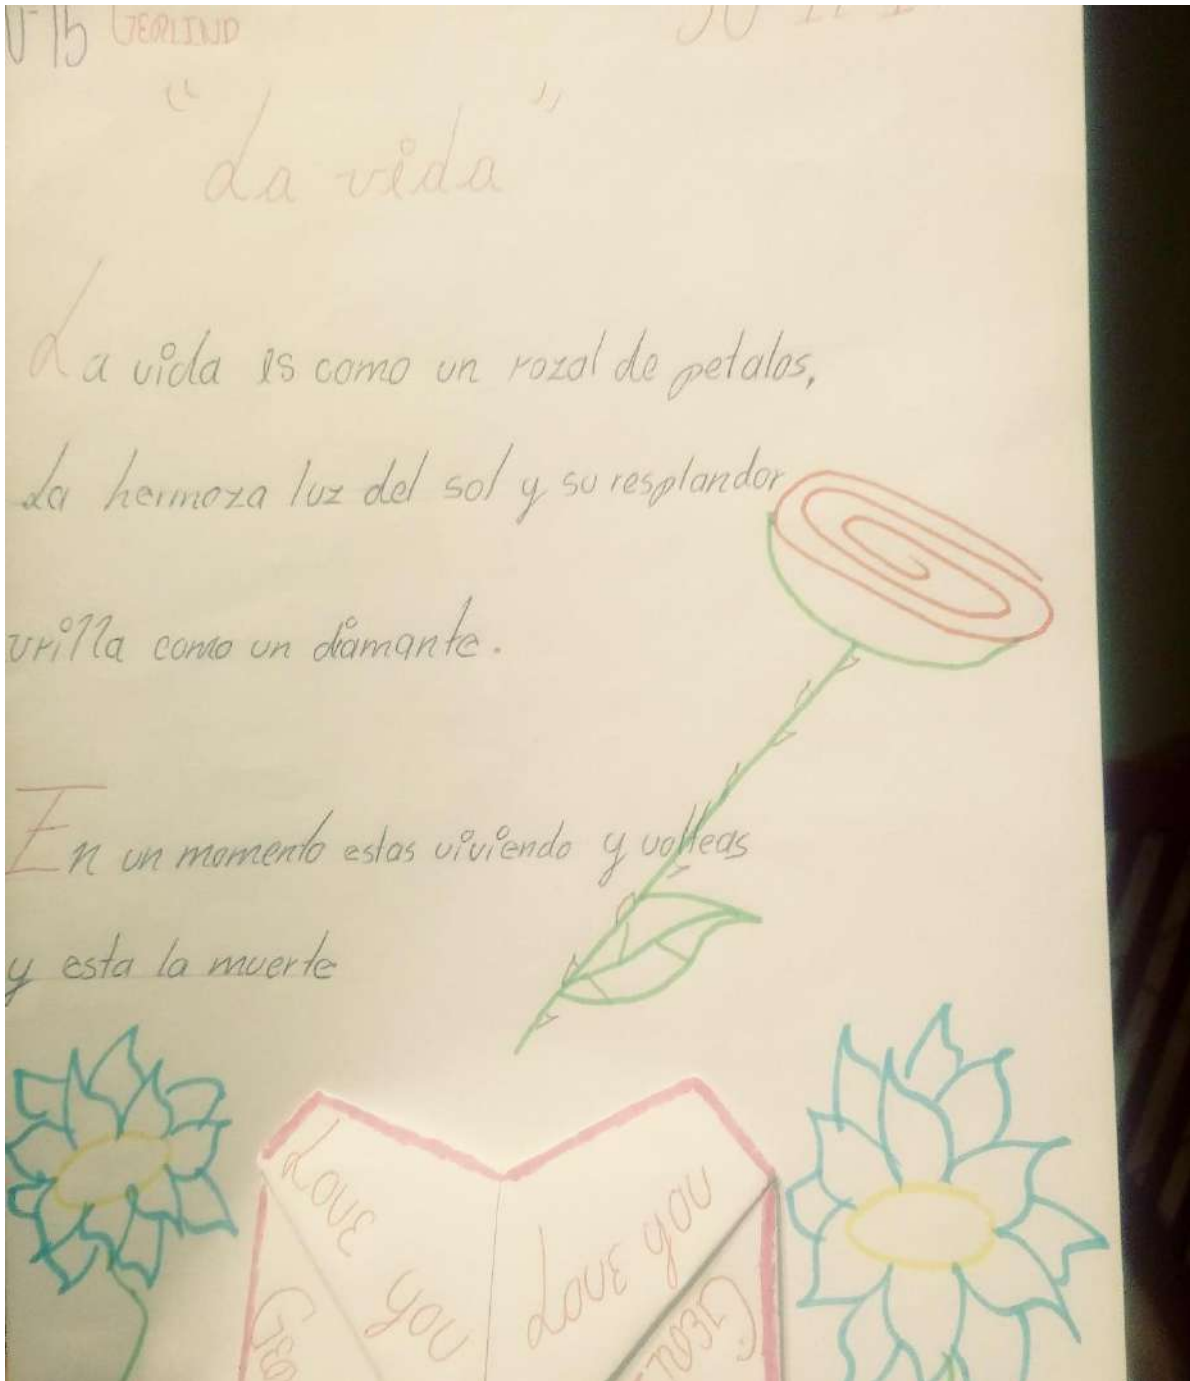 GERLIND
"La vida"
La vida es como un rozal de petalos,
La hermoza luz del sol y su resplandor
vrilla como un diamante.
En un momento estas viviendo y volteas
y esta la muerte
Love you
Love you